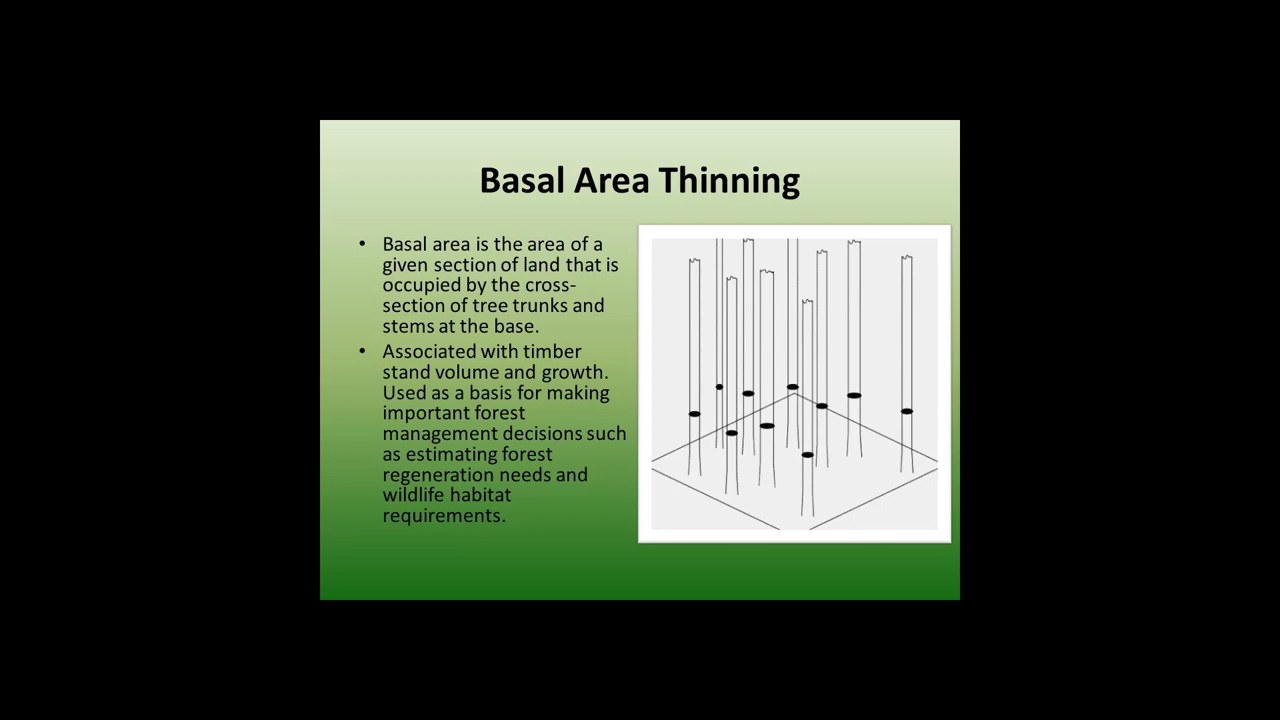 Basal Area Thinning
• Basal area is the area of a
given section of land that is
occupied by the cross-
section of tree trunks and
stems at the base.
• Associated with timber
stand volume and growth.
Used as a basis for making
important forest
management decisions such
as estimating forest
regeneration needs and
wildlife habitat
requirements.